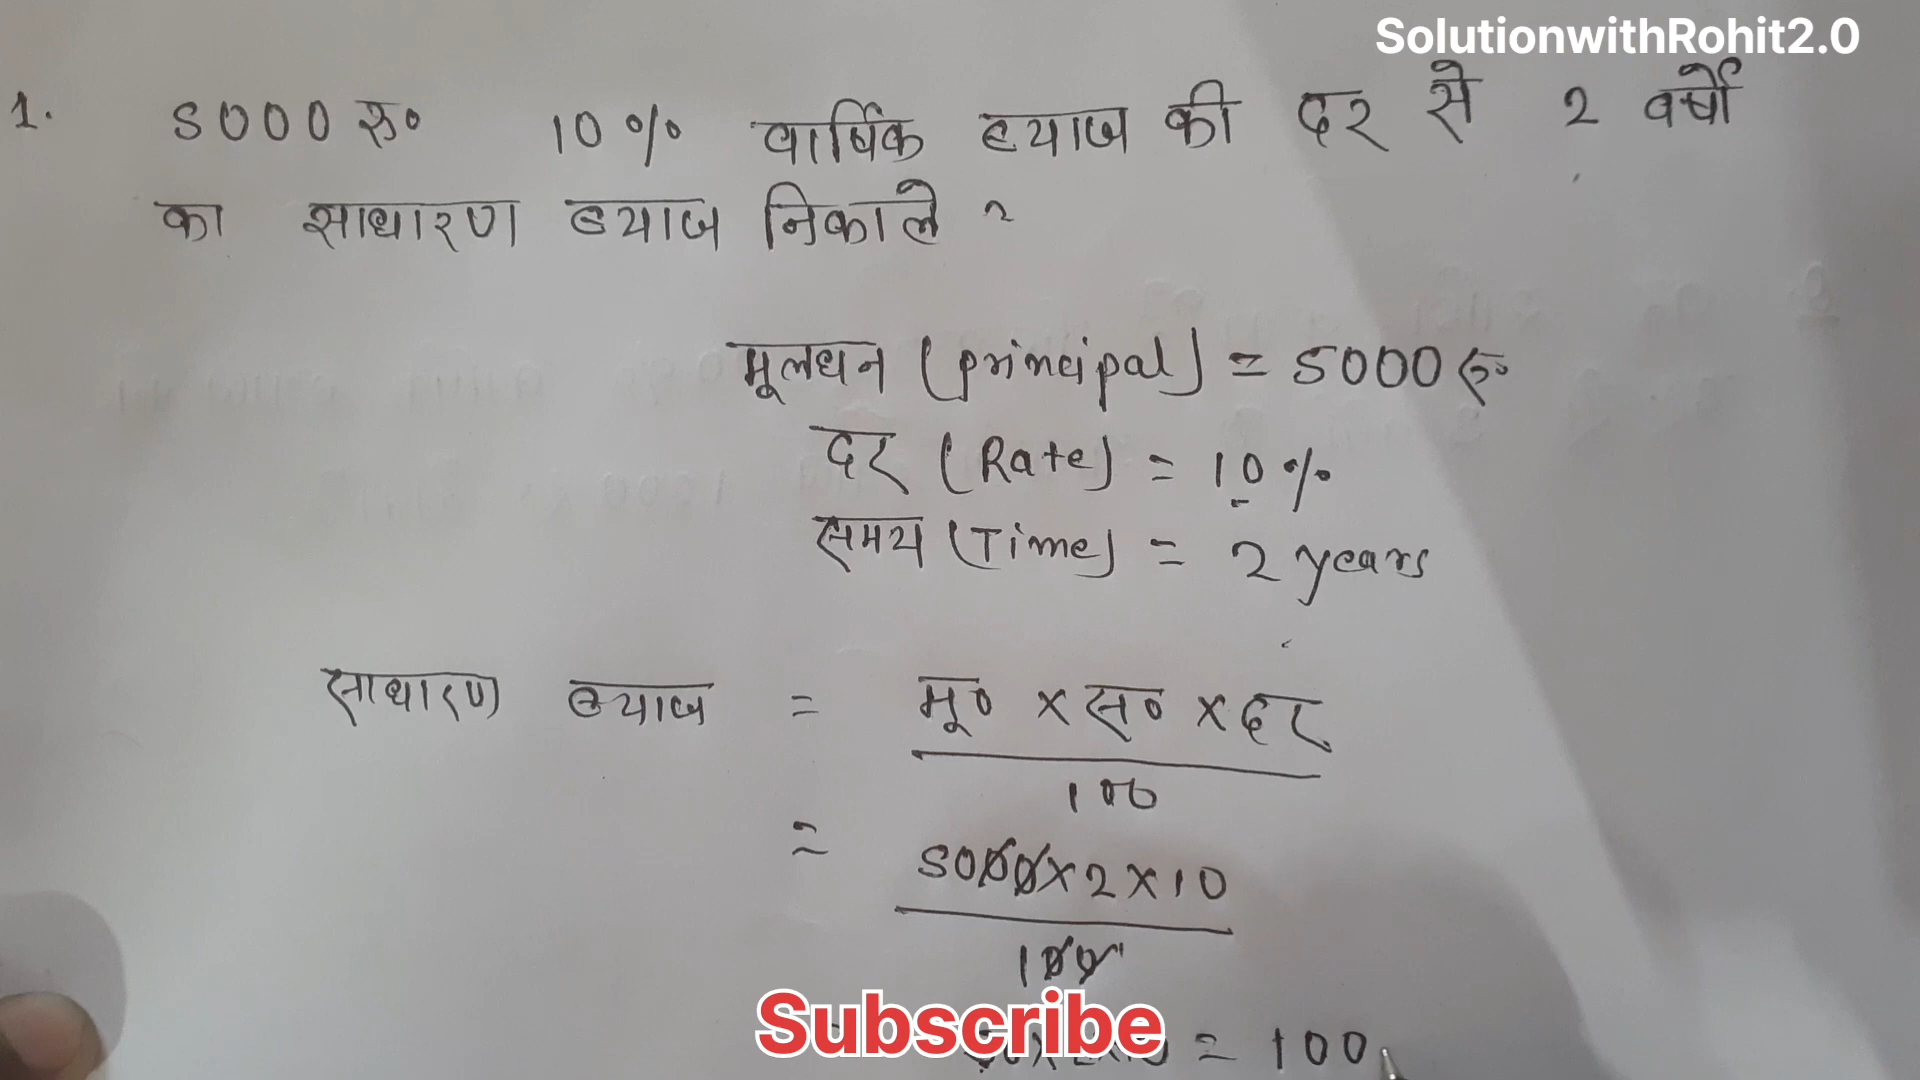 SolutionwithRohit2.0
1. 5000 रु० 10% वार्षिक ब्याज की दर से 2 वर्षो
का साधारण ब्याज निकाले ?
मूलधन (principal) = 5000 रु०
दर (Rate) = 10%
समय (Time) = 2 years
साधारण ब्याज = मू० × स० × दर
100
= 5000 × 2 × 10
100
Subscribe
= 100